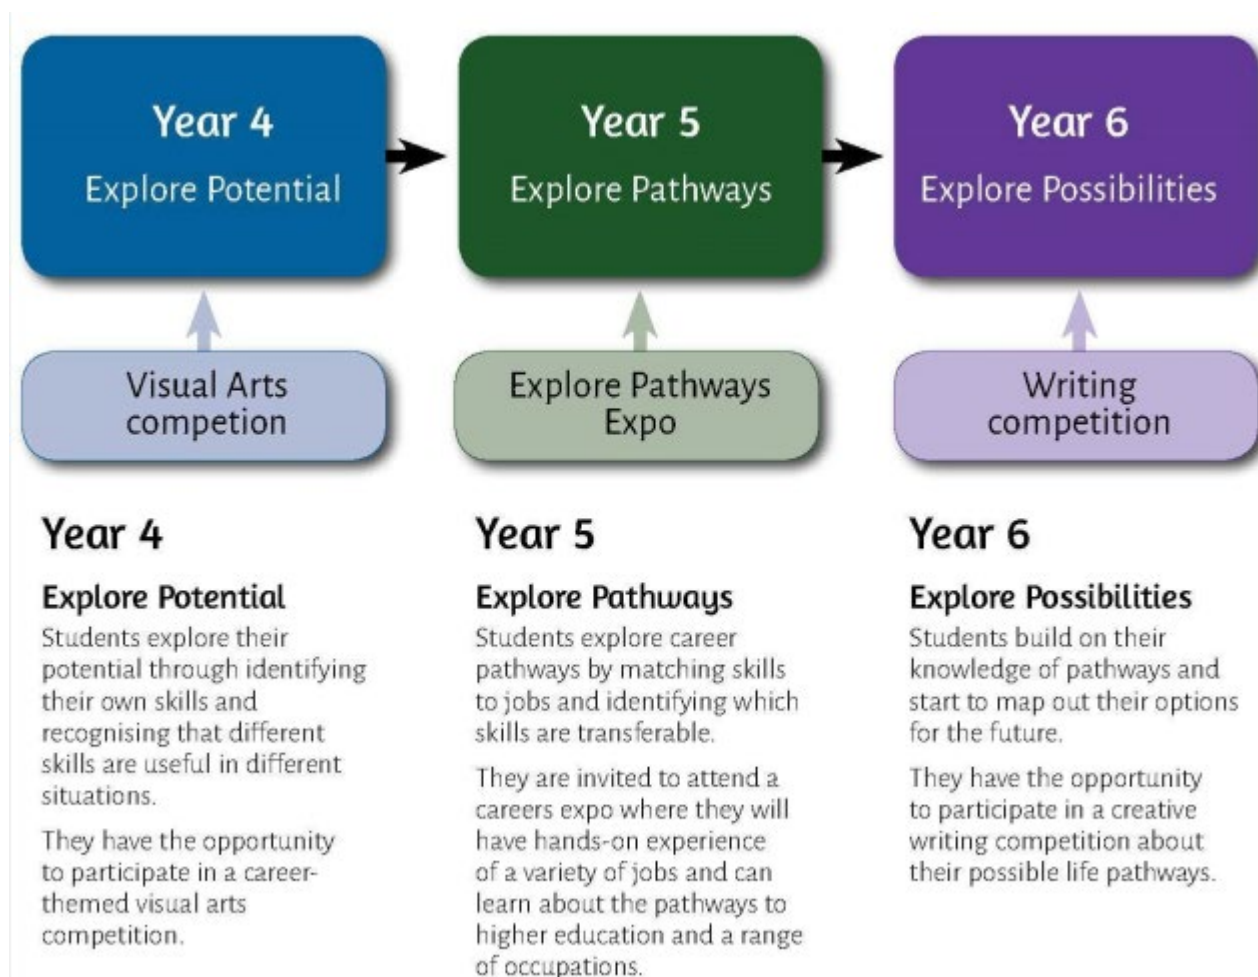 Year 4
Explore Potential
Year 5
Explore Pathways
Year 6
Explore Possibilities
Visual Arts
competion
Explore Pathways
Expo
Writing
competition
Year 4
Explore Potential
Students explore their
potential through identifying
their own skills and
recognising that different
skills are useful in different
situations.
They have the opportunity
to participate in a career-
themed visual arts
competition.
Year 5
Explore Pathways
Students explore career
pathways by matching skills
to jobs and identifying which
skills are transferable.
They are invited to attend a
careers expo where they will
have hands-on experience
of a variety of jobs and can
learn about the pathways to
higher education and a range
of occupations.
Year 6
Explore Possibilities
Students build on their
knowledge of pathways and
start to map out their options
for the future.
They have the opportunity
to participate in a creative
writing competition about
their possible life pathways.